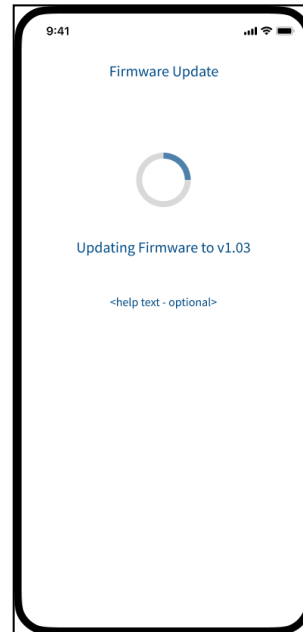 9:41
Firmware Update
Updating Firmware to v1.03
<help text - optional>